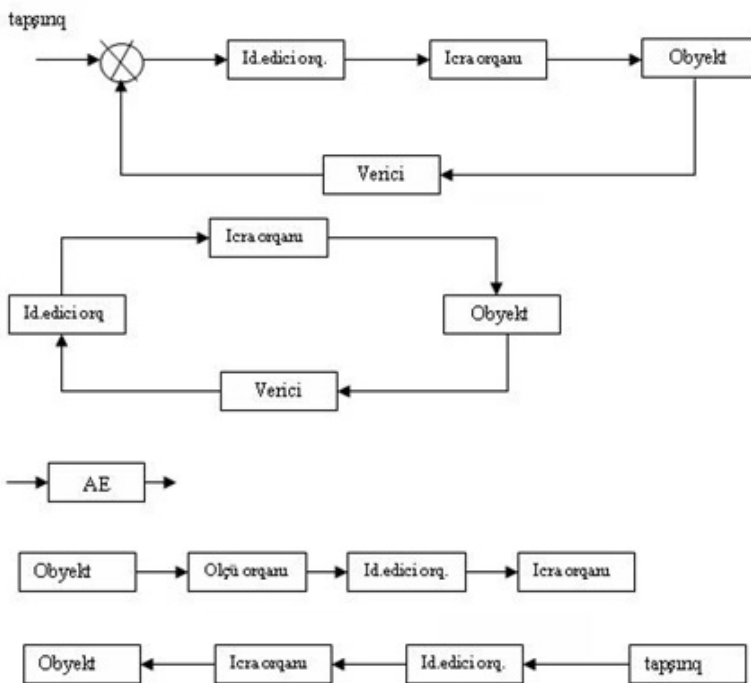 tapşırıq
Id.edici orq.
Icra orqanı
Obyekt
Verici
Icra orqanı
Id.edici orq
Obyekt
Verici
AE
Obyekt
Olçü orqanı
Id.edici orq.
Icra orqanı
Obyekt
Icra orqanı
Id.edici orq.
tapşırıq